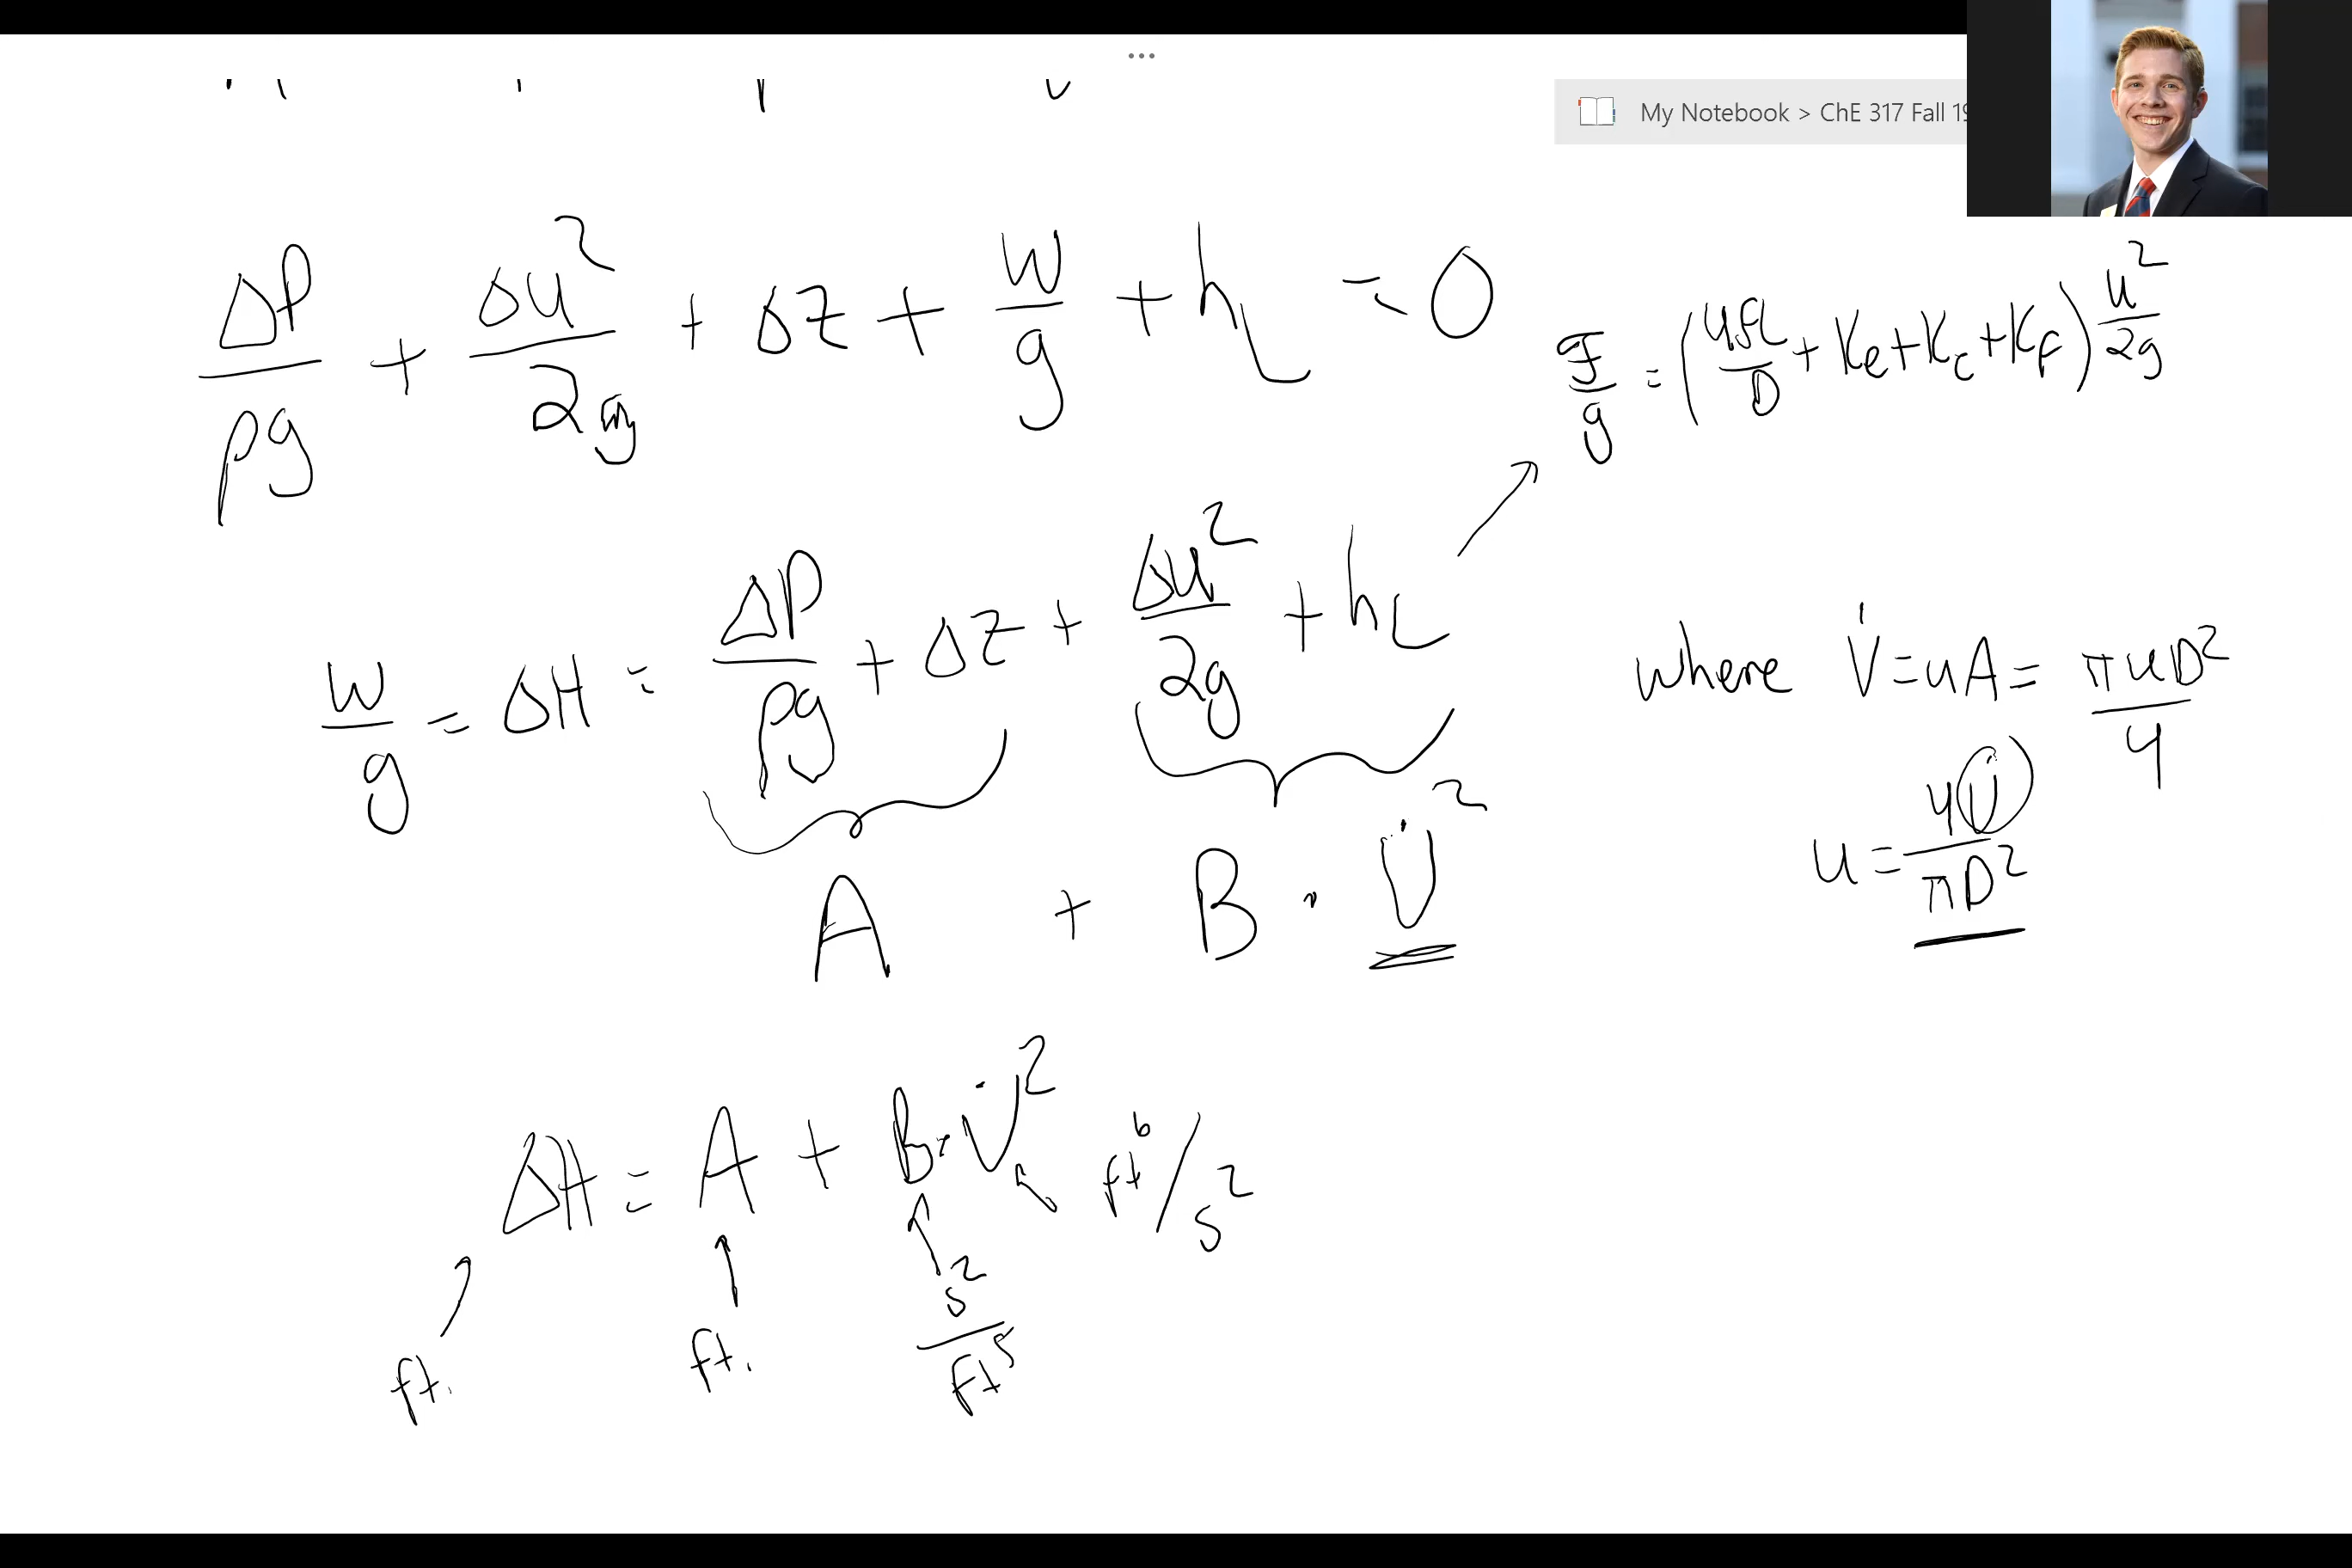 My Notebook > ChE 317 Fall 19
ΔP/ρg + Δu²/2g + Δz + W/g + hL = 0
ℱ/g = (4fL/D + Ke + Kc + KF) u²/2g
W/g = ΔH = ΔP/ρg + Δz + Δu²/2g + hL
where V̇ = uA = πuD²/4
u = 4V̇/πD²
A + B · V̇²
ΔH = A + B · V̇² ft⁶/s²
ft. ft. s²/ft⁵